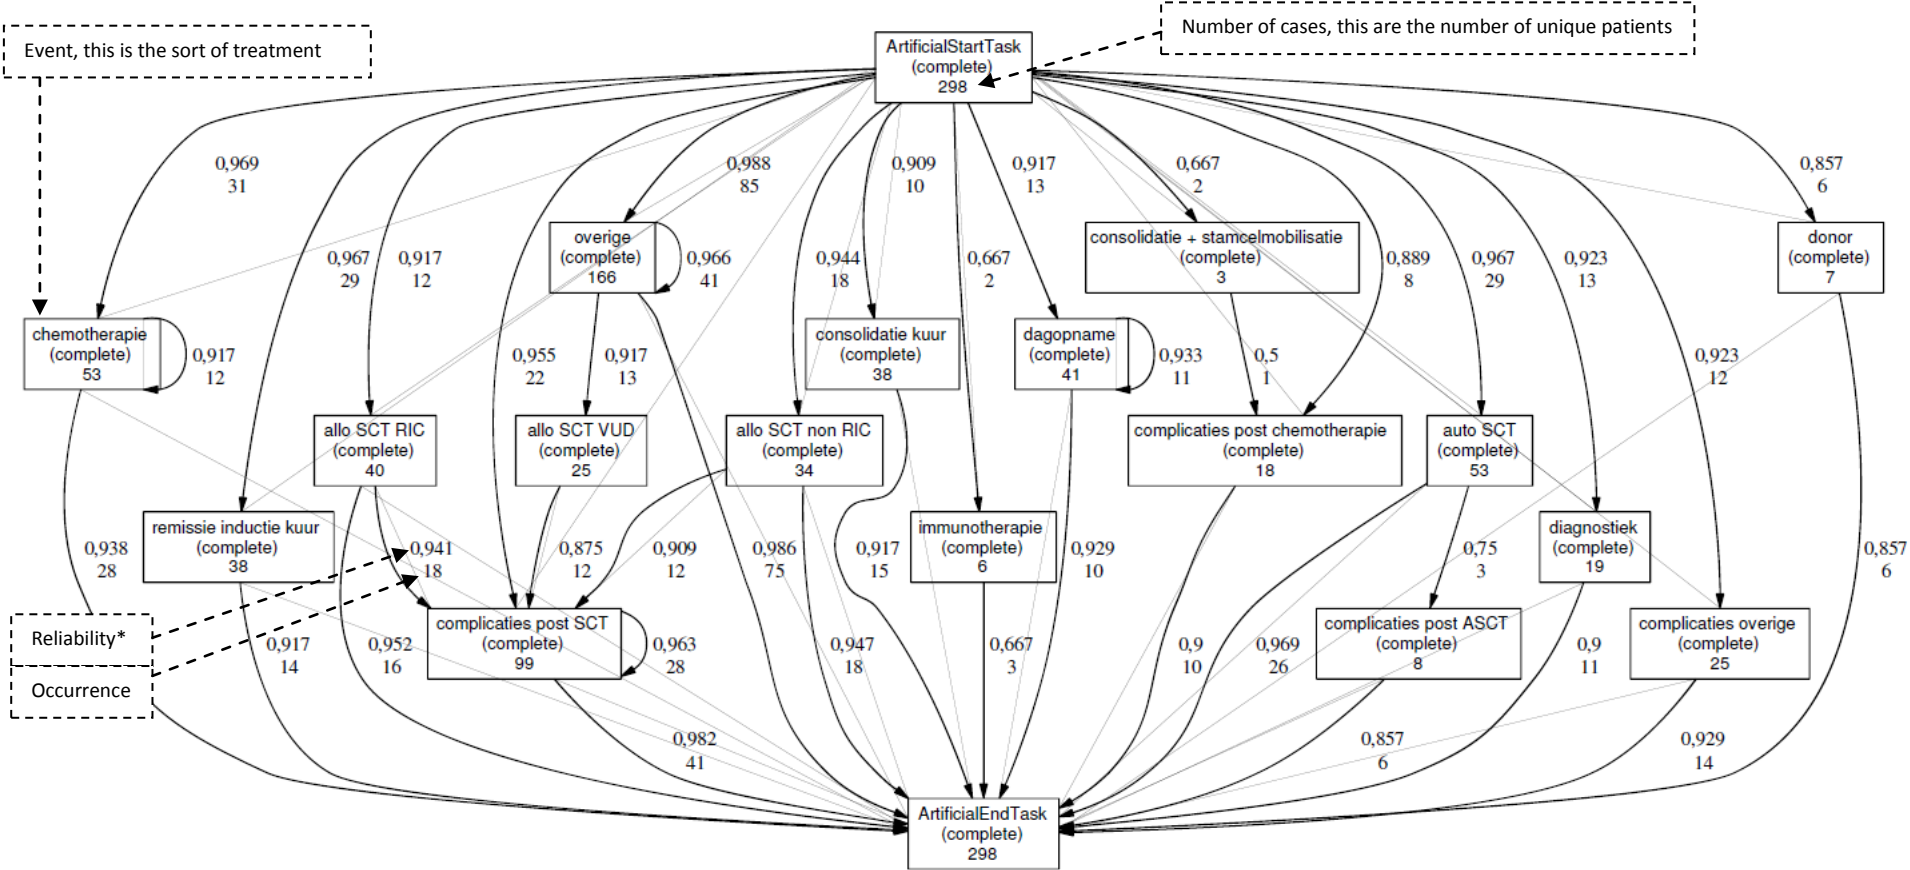 Event, this is the sort of treatment
Number of cases, this are the number of unique patients
ArtificialStartTask
(complete)
298
0,969
31
0,988
85
0,909
10
0,917
13
0,667
2
0,857
6
overige
(complete)
166
consolidatie + stamcelmobilisatie
(complete)
3
donor
(complete)
7
0,967
29
0,917
12
0,966
41
0,944
18
0,667
2
0,889
8
0,967
29
0,923
13
chemotherapie
(complete)
53
consolidatie kuur
(complete)
38
dagopname
(complete)
41
0,917
12
0,955
22
0,917
13
0,933
11
0,5
1
0,923
12
allo SCT RIC
(complete)
40
allo SCT VUD
(complete)
25
allo SCT non RIC
(complete)
34
complicaties post chemotherapie
(complete)
18
auto SCT
(complete)
53
remissie inductie kuur
(complete)
38
immunotherapie
(complete)
6
diagnostiek
(complete)
19
0,938
28
0,941
18
0,875
12
0,909
12
0,986
75
0,917
15
0,929
10
0,75
3
0,857
6
Reliability*
Occurrence
complicaties post SCT
(complete)
99
complicaties post ASCT
(complete)
8
complicaties overige
(complete)
25
0,917
14
0,952
16
0,963
28
0,947
18
0,667
3
0,9
10
0,969
26
0,9
11
0,982
41
0,857
6
0,929
14
ArtificialEndTask
(complete)
298